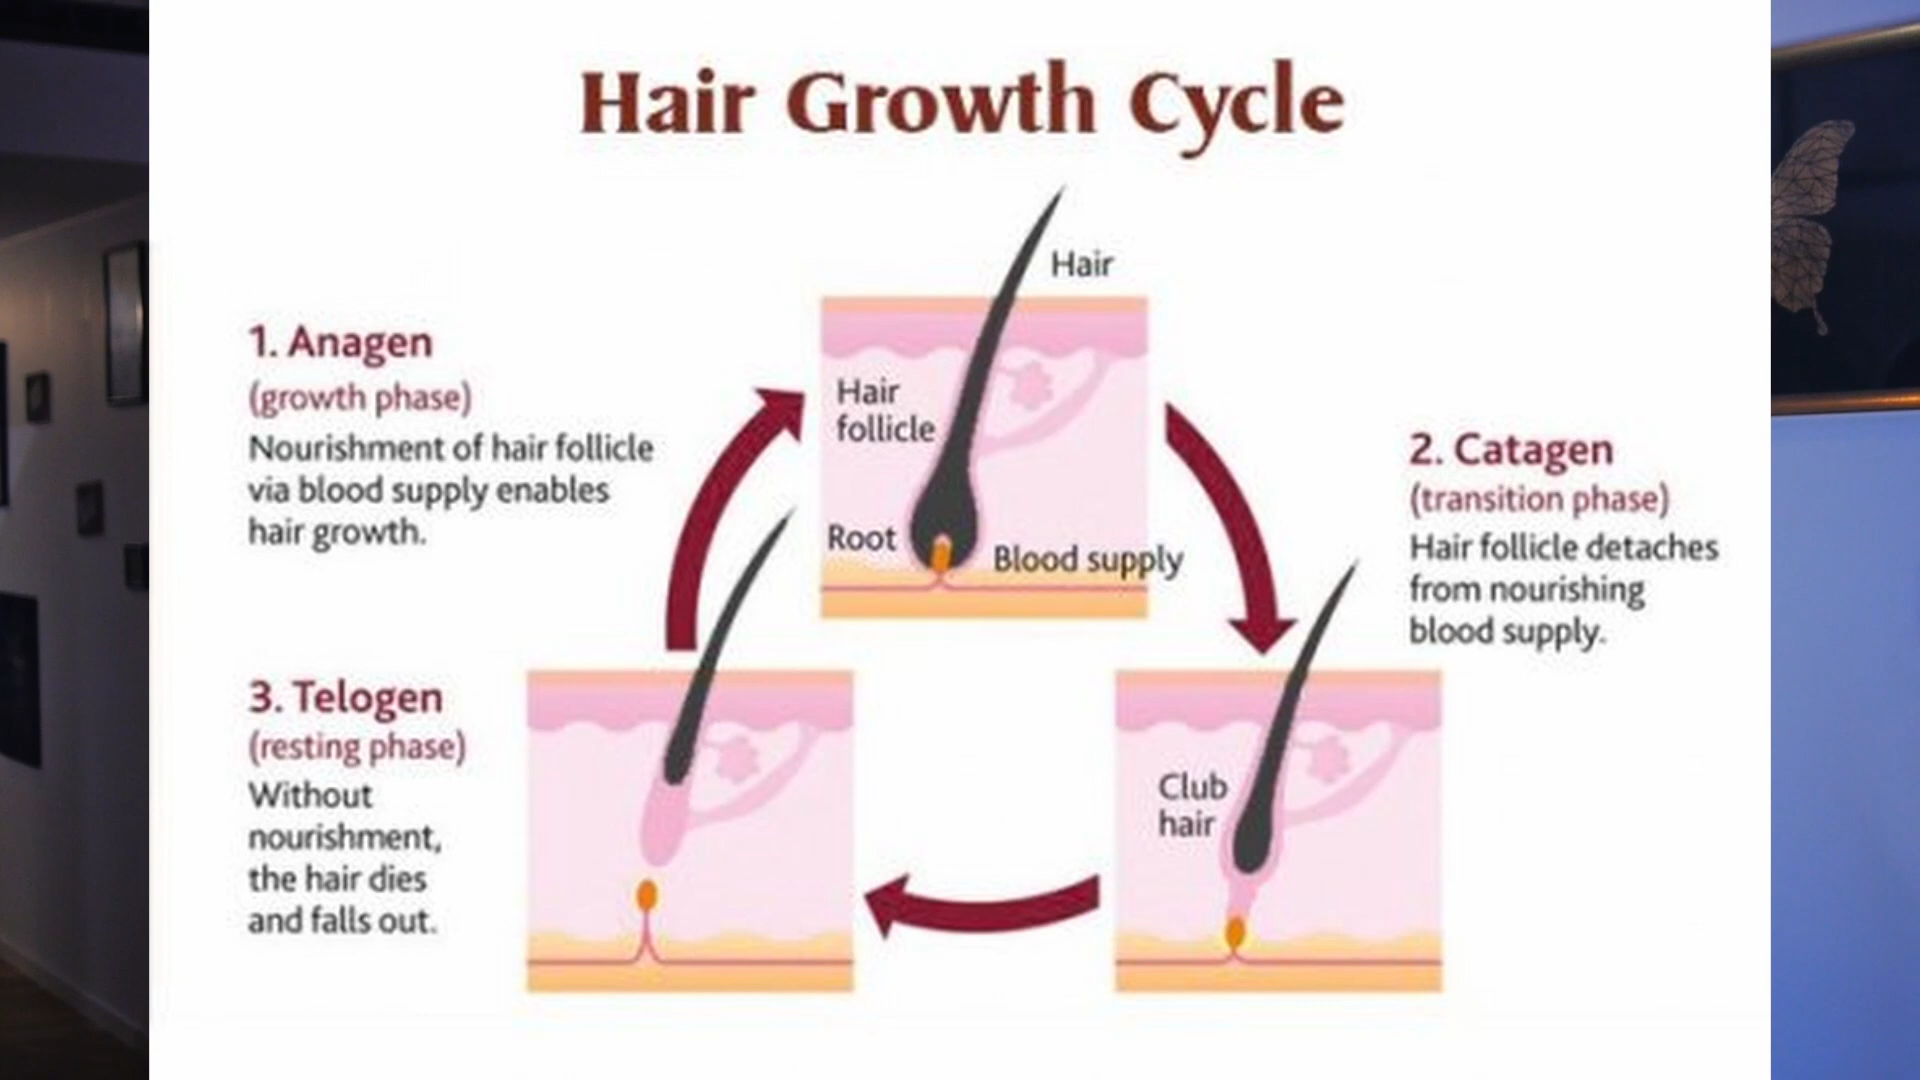 Hair Growth Cycle
Hair
1. Anagen
(growth phase)
Nourishment of hair follicle
via blood supply enables
hair growth.
Hair
follicle
Root
Blood supply
2. Catagen
(transition phase)
Hair follicle detaches
from nourishing
blood supply.
3. Telogen
(resting phase)
Without
nourishment,
the hair dies
and falls out.
Club
hair